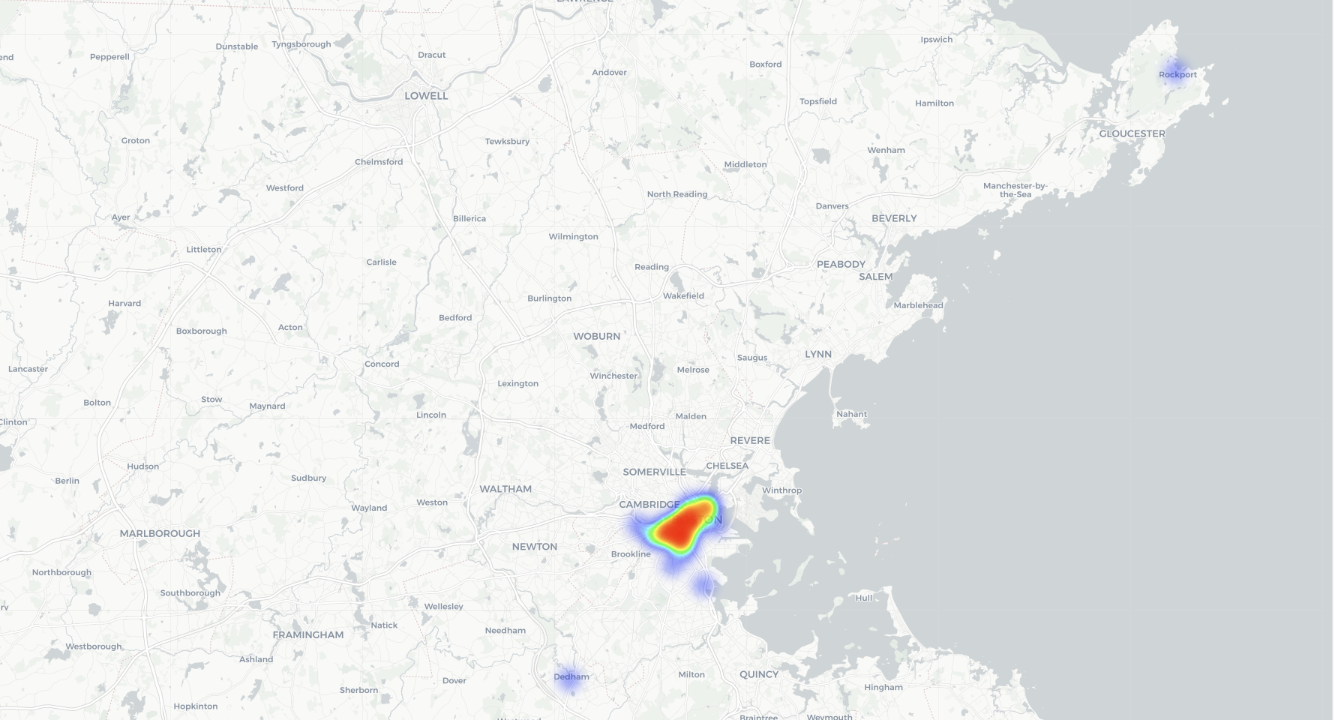 LAWRENCE
Ipswich
Dunstable
Tyngsborough
Dracut
Pepperell
Boxford
Andover
Rockport
LOWELL
Topsfield
Hamilton
GLOUCESTER
Groton
Tewksbury
Wenham
Chelmsford
Middleton
Westford
Manchester-by-
the-Sea
North Reading
Danvers
Ayer
Billerica
BEVERLY
Wilmington
Littleton
Carlisle
Reading
PEABODY
SALEM
Harvard
Burlington
Wakefield
Marblehead
Bedford
Boxborough
Acton
WOBURN
LYNN
Saugus
Concord
Lancaster
Winchester
Melrose
Lexington
Bolton
Stow
Maynard
Lincoln
Malden
Nahant
Clinton
Medford
REVERE
Hudson
CHELSEA
SOMERVILLE
Berlin
Sudbury
WALTHAM
Winthrop
Weston
CAMBRIDGE
Wayland
ON
MARLBOROUGH
NEWTON
Brookline
Northborough
Southborough
Hull
Wellesley
Natick
Needham
FRAMINGHAM
Westborough
Ashland
Dedham
Milton
QUINCY
Dover
Hingham
Sherborn
Hopkinton
Braintree
Weymouth